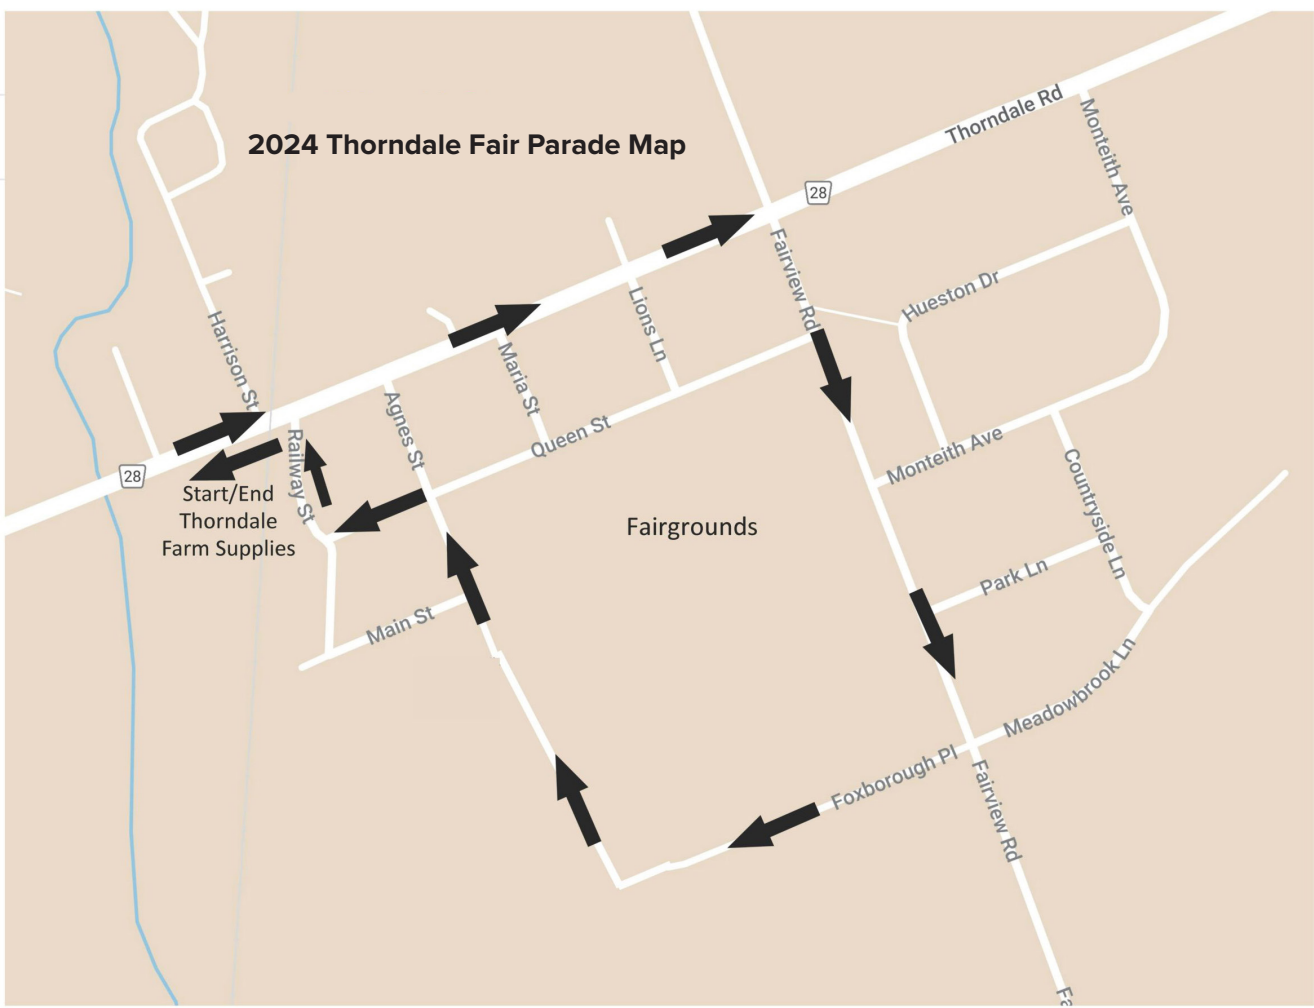 2024 Thorndale Fair Parade Map
Thorndale Rd
Monteith Ave
28
Fairview Rd
Hueston Dr
Lions Ln
Harrison St
Maria St
Agnes St
Queen St
Railway St
Monteith Ave
28
Start/End
Thorndale
Farm Supplies
Fairgrounds
Countryside Ln
Park Ln
Main St
Meadowbrook Ln
Foxborough Pl
Fairview Rd
Fa